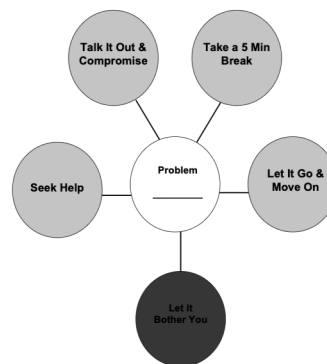 Talk It Out &
Compromise
Take a 5 Min
Break
Problem
Seek Help
Let It Go &
Move On
Let It
Bother You